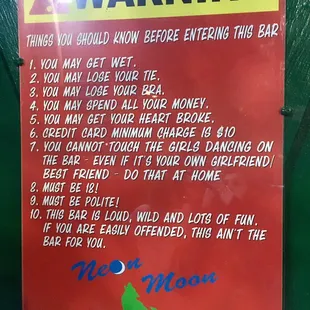 WARNING
THINGS YOU SHOULD KNOW BEFORE ENTERING THIS BAR
1. YOU MAY GET WET.
2. YOU MAY LOSE YOUR TIE.
3. YOU MAY LOSE YOUR BRA.
4. YOU MAY SPEND ALL YOUR MONEY.
5. YOU MAY GET YOUR HEART BROKE.
6. CREDIT CARD MINIMUM CHARGE IS $10
7. YOU CANNOT TOUCH THE GIRLS DANCING ON
THE BAR - EVEN IF IT'S YOUR OWN GIRLFRIEND/
BEST FRIEND - DO THAT AT HOME
8. MUST BE 18!
9. MUST BE POLITE!
10. THIS BAR IS LOUD, WILD AND LOTS OF FUN.
IF YOU ARE EASILY OFFENDED, THIS AIN'T THE
BAR FOR YOU.
Neon
Moon